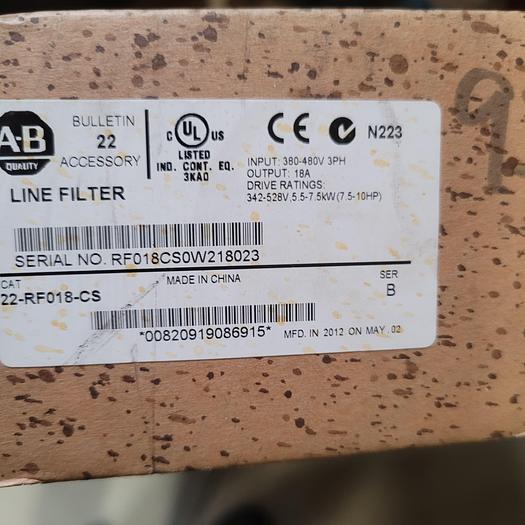 A-B
QUALITY
BULLETIN
22
ACCESSORY
LINE FILTER
C UL US
LISTED
IND. CONT. EQ.
3KAD
CE N223
INPUT: 380-480V 3PH
OUTPUT: 18A
DRIVE RATINGS:
342-528V,5.5-7.5kW(7.5-10HP)
SERIAL NO. RF018CS0W218023
CAT
22-RF018-CS
MADE IN CHINA
SER
B
*00820919086915*
MFD. IN 2012 ON MAY. 02
9